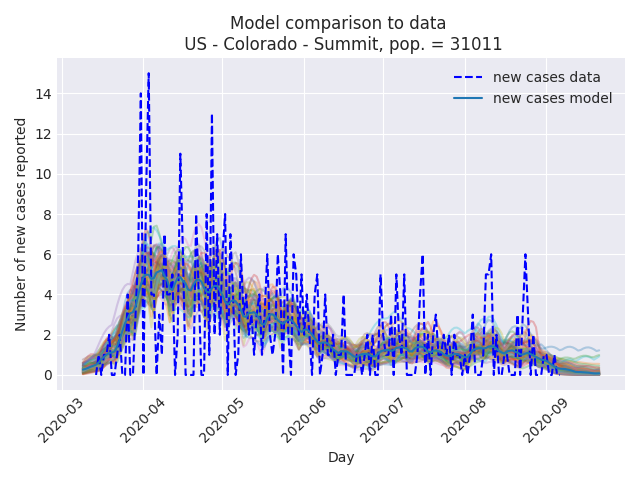 Model comparison to data
US - Colorado - Summit, pop. = 31011
new cases data
new cases model
Number of new cases reported
14
12
10
8
6
4
2
0
2020-03
2020-04
2020-05
2020-06
2020-07
2020-08
2020-09
Day